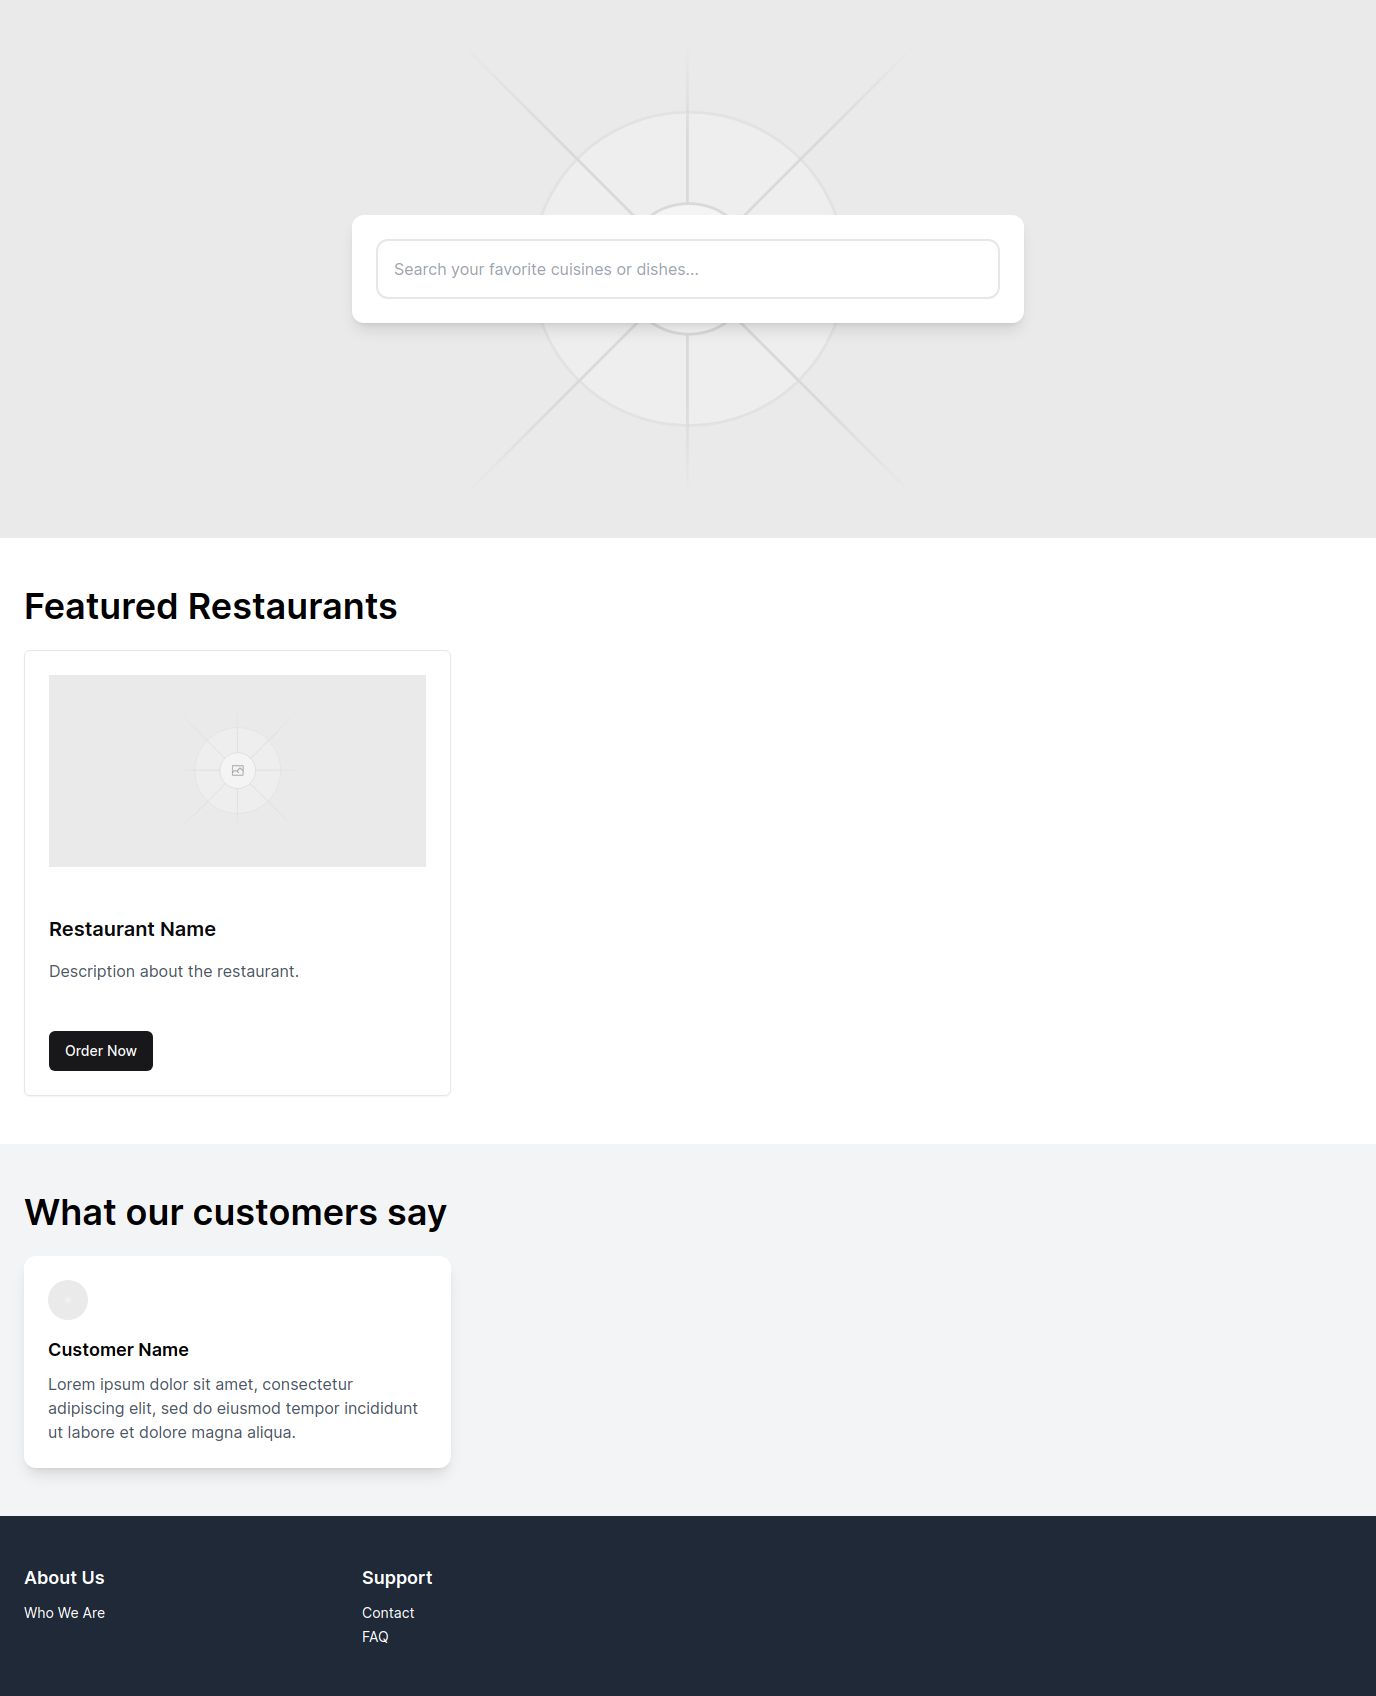 Search your favorite cuisines or dishes...
Featured Restaurants
Restaurant Name
Description about the restaurant.
Order Now
What our customers say
Customer Name
Lorem ipsum dolor sit amet, consectetur
adipiscing elit, sed do eiusmod tempor incididunt
ut labore et dolore magna aliqua.
About Us
Who We Are
Support
Contact
FAQ